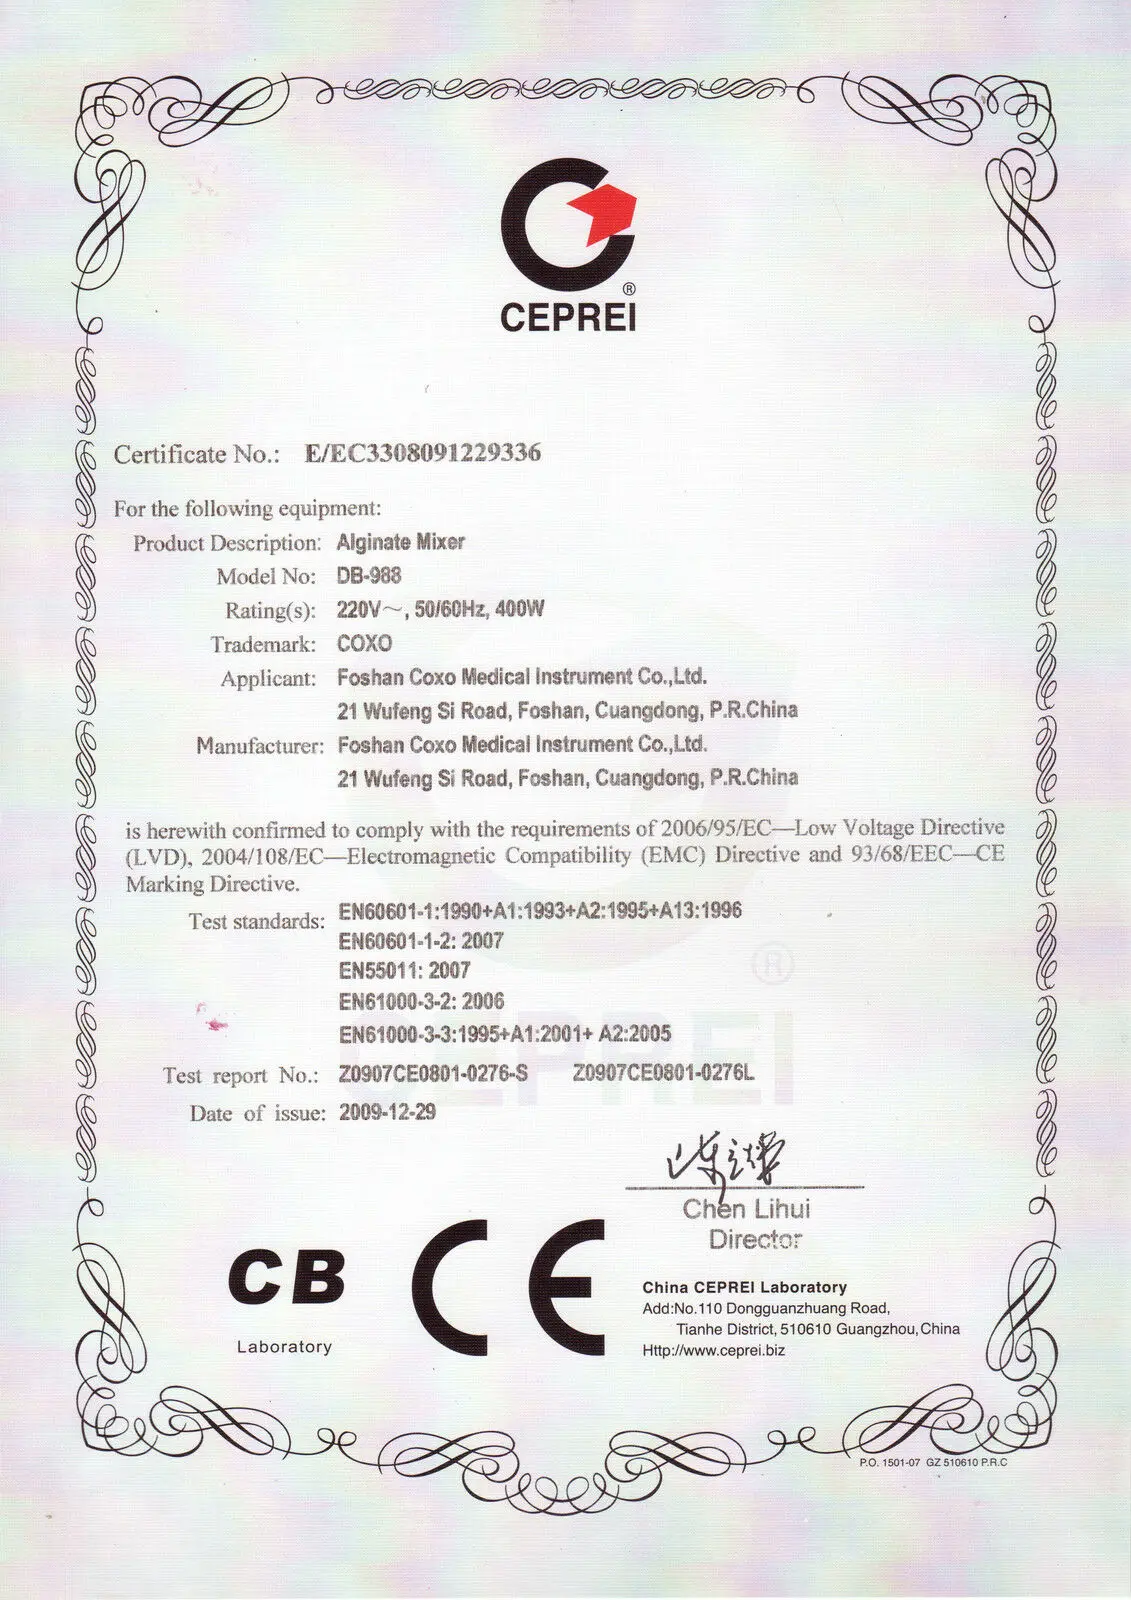 CEPREI
®
Certificate No.: E/EC3308091229336
For the following equipment:
Product Description: Alginate Mixer
Model No: DB-988
Rating(s): 220V～, 50/60Hz, 400W
Trademark: COXO
Applicant: Foshan Coxo Medical Instrument Co.,Ltd.
21 Wufeng Si Road, Foshan, Cuangdong, P.R.China
Manufacturer: Foshan Coxo Medical Instrument Co.,Ltd.
21 Wufeng Si Road, Foshan, Cuangdong, P.R.China
is herewith confirmed to comply with the requirements of 2006/95/EC—Low Voltage Directive
(LVD), 2004/108/EC—Electromagnetic Compatibility (EMC) Directive and 93/68/EEC—CE
Marking Directive.
Test standards: EN60601-1:1990+A1:1993+A2:1995+A13:1996
EN60601-1-2: 2007
EN55011: 2007
EN61000-3-2: 2006
EN61000-3-3:1995+A1:2001+ A2:2005
CEPREI
®
Test report No.: Z0907CE0801-0276-S Z0907CE0801-0276L
Date of issue: 2009-12-29
Chen Lihui
Director
CB
Laboratory
CE
China CEPREI Laboratory
Add:No.110 Dongguanzhuang Road,
Tianhe District, 510610 Guangzhou,China
Http://www.ceprei.biz
P.O. 1501-07 GZ 510610 P.R.C